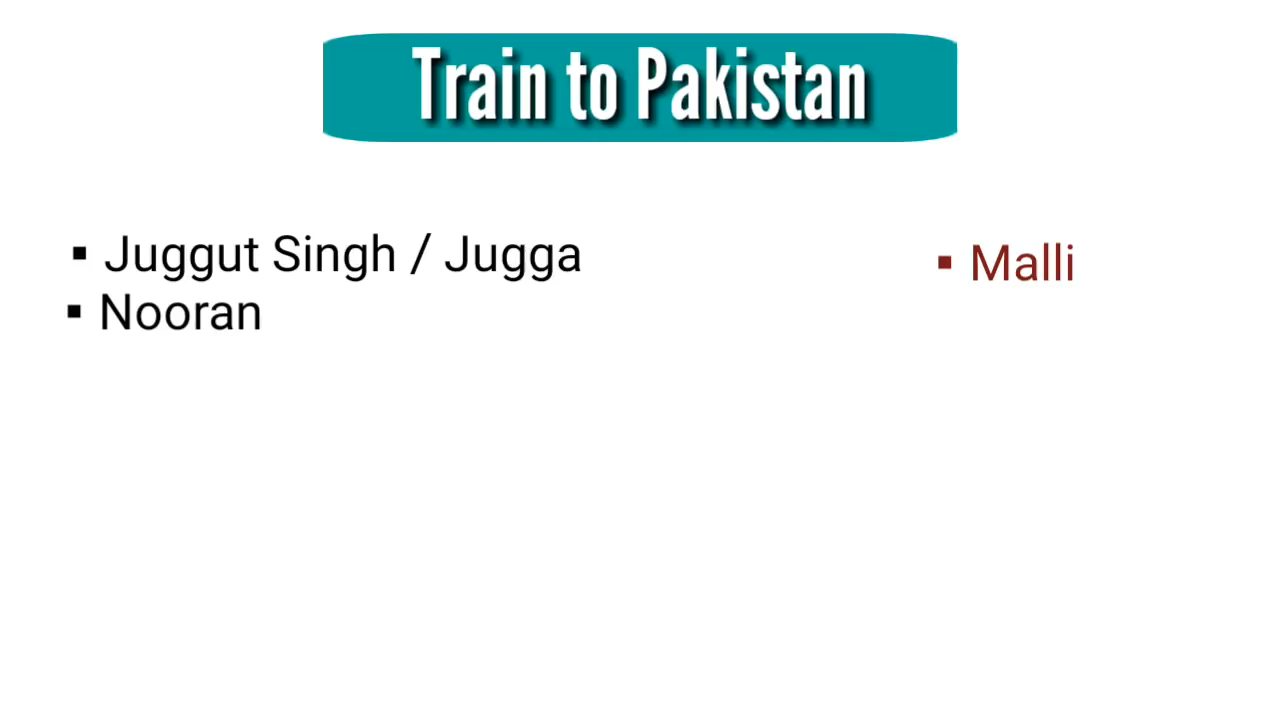 Train to Pakistan
▪ Juggut Singh / Jugga
▪ Malli
▪ Nooran